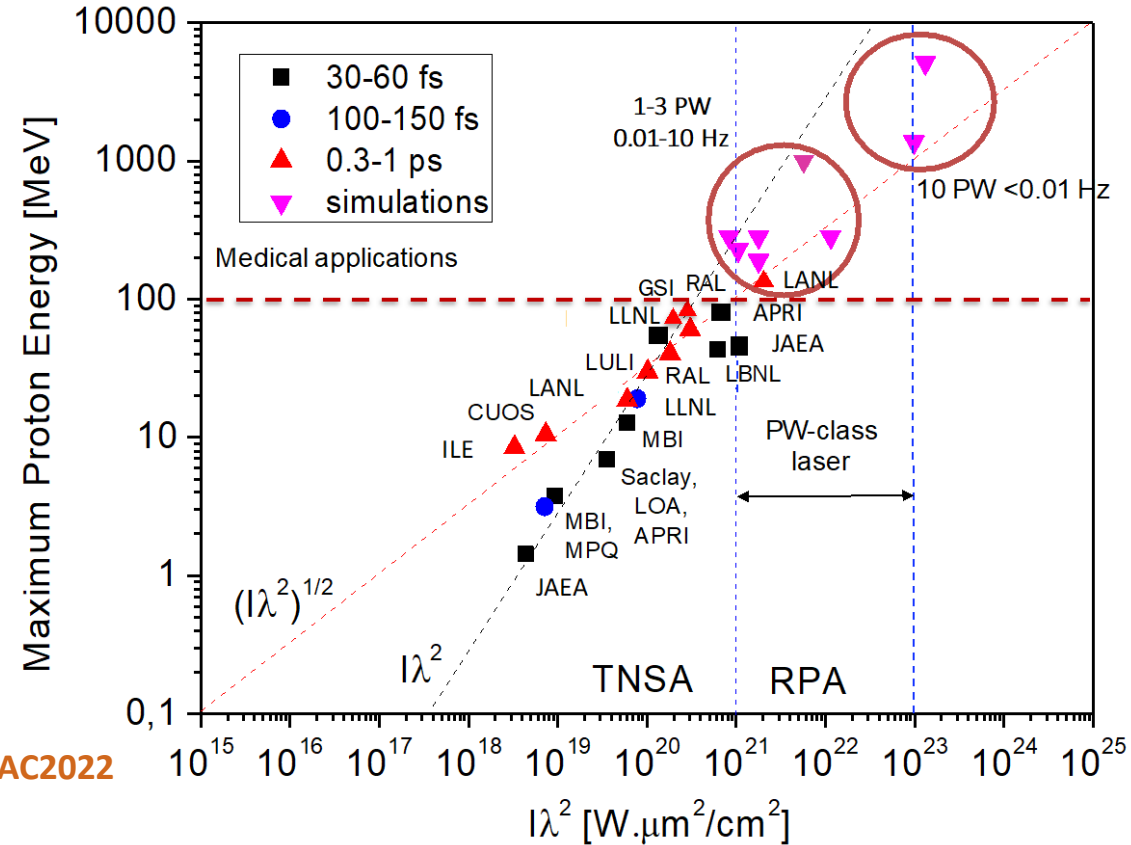 10000
1000
100
10
1
0,1
Maximum Proton Energy [MeV]
30-60 fs
100-150 fs
0.3-1 ps
simulations
Medical applications
1-3 PW
0.01-10 Hz
10 PW <0.01 Hz
GSI
RAL
LANL
LLNL
APRI
JAEA
LULI
RAL
LBNL
LANL
LLNL
CUOS
MBI
ILE
PW-class
laser
Saclay,
LOA,
APRI
MBI,
MPQ
JAEA
(Iλ²)^1/2
Iλ²
TNSA
RPA
10^15 10^16 10^17 10^18 10^19 10^20 10^21 10^22 10^23 10^24 10^25
AC2022
Iλ² [W.µm²/cm²]